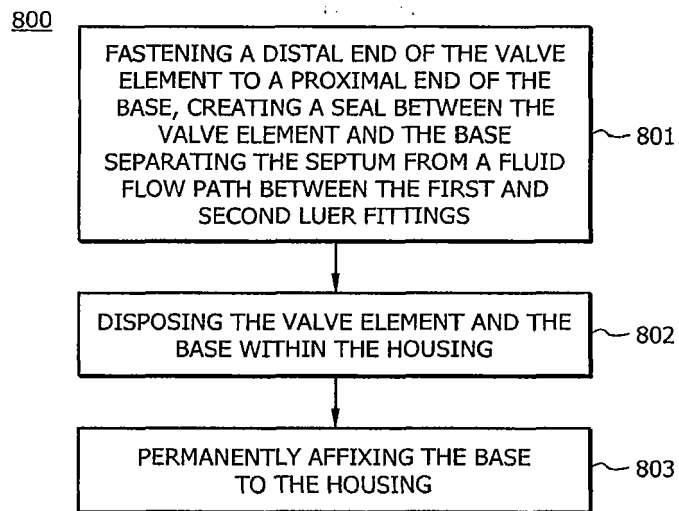 800
FASTENING A DISTAL END OF THE VALVE
ELEMENT TO A PROXIMAL END OF THE
BASE, CREATING A SEAL BETWEEN THE
VALVE ELEMENT AND THE BASE
SEPARATING THE SEPTUM FROM A FLUID
FLOW PATH BETWEEN THE FIRST AND
SECOND LUER FITTINGS
801
DISPOSING THE VALVE ELEMENT AND THE
BASE WITHIN THE HOUSING
802
PERMANENTLY AFFIXING THE BASE
TO THE HOUSING
803